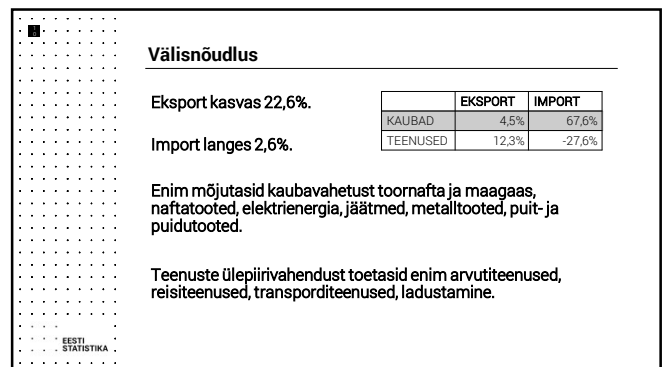 10
Välisnõudlus
Eksport kasvas 22,6%.
Import langes 2,6%.
EKSPORT IMPORT
KAUBAD 4,5% 67,6%
TEENUSED 12,3% -27,6%
Enim mõjutasid kaubavahetust toornafta ja maagaas,
naftatooted, elektrienergia, jäätmed, metalltooted, puit- ja
puidutooted.
Teenuste ülepiirivahendust toetasid enim arvutiteenused,
reisiteenused, transporditeenused, ladustamine.
EESTI
STATISTIKA